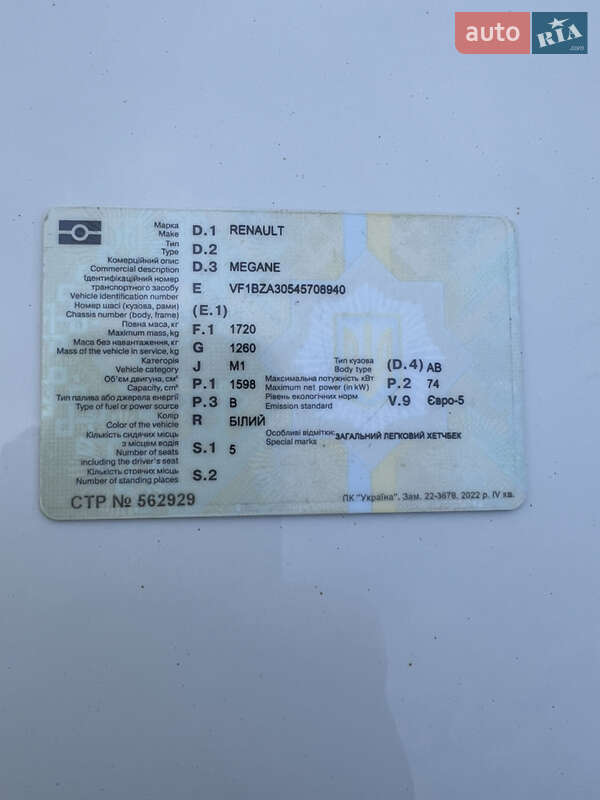 auto RIA .com
Марка
Make D.1 RENAULT
Тип
Type D.2
Комерційний опис
Commercial description D.3 MEGANE
Ідентифікаційний номер
транспортного засобу E VF1BZA30545708940
Vehicle identification number
Номер шасі (кузова, рами)
Chassis number (body, frame) (E.1)
Повна маса, кг
Maximum mass, kg F.1 1720
Маса без навантаження, кг
Mass of the vehicle in service, kg G 1260
Категорія Тип кузова
Vehicle category J M1 Body type (D.4) AB
Об'єм двигуна, см³ Максимальна потужність кВт
Capacity, cm³ P.1 1598 Maximum net power (in kW) P.2 74
Тип палива або джерела енергії Рівень екологічних норм
Type of fuel or power source P.3 B Emission standard V.9 Євро-5
Колір
Color of the vehicle R БІЛИЙ
Кількість сидячих місць Особливі відмітки: ЗАГАЛЬНИЙ ЛЕГКОВИЙ ХЕТЧБЕК
з місцем водія Special marks
Number of seats S.1 5
including the driver's seat
Кількість стоячих місць
Number of standing places S.2
СТР № 562929
ПК "Україна". Зам. 22-3678. 2022 р. IV кв.